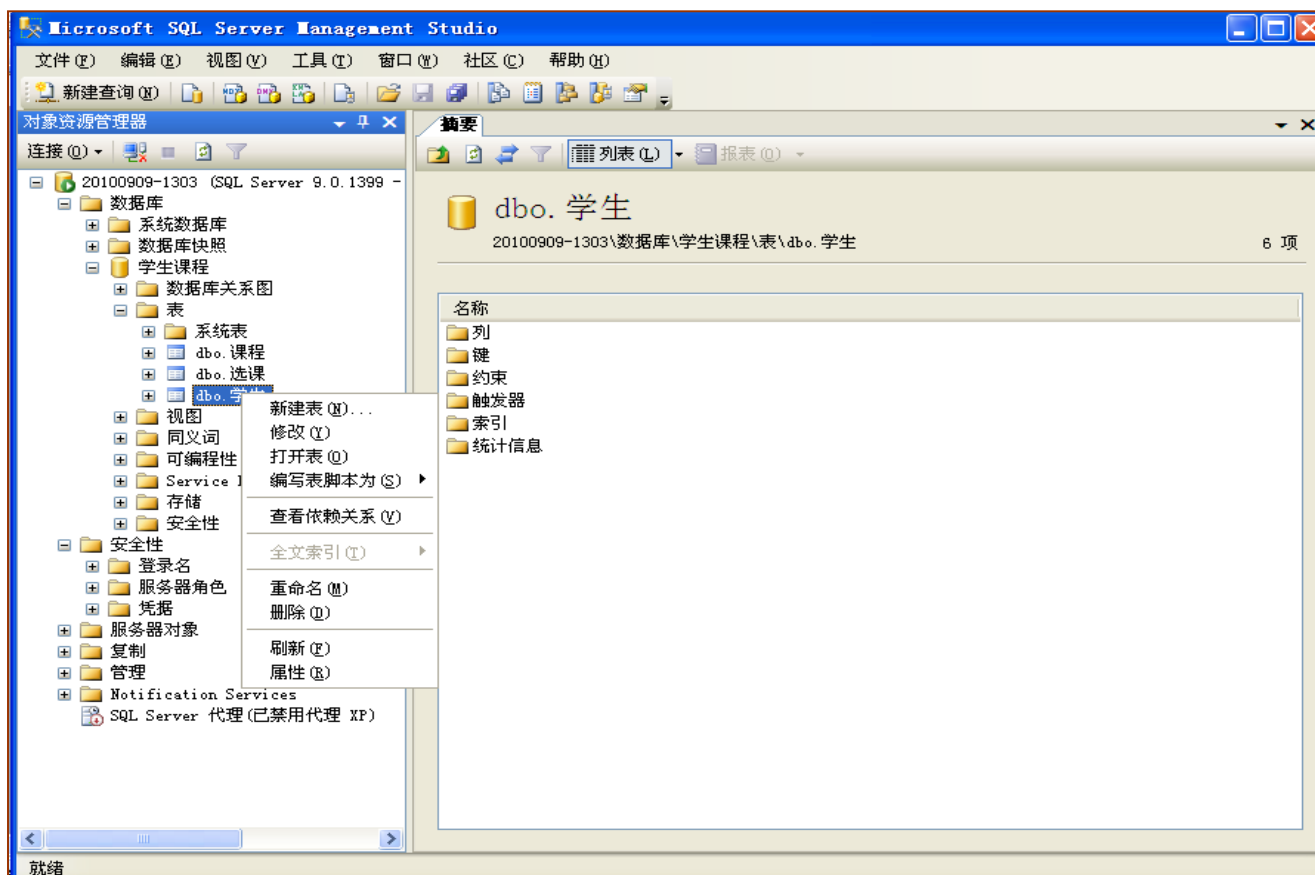 Microsoft SQL Server Management Studio
文件(F) 编辑(E) 视图(V) 工具(T) 窗口(W) 社区(C) 帮助(H)
新建查询(N)
对象资源管理器
摘要
连接(O)
列表(L)
报表(O)
20100909-1303 (SQL Server 9.0.1399 -
数据库
系统数据库
数据库快照
学生课程
数据库关系图
表
系统表
dbo.课程
dbo.选课
dbo.学生
视图
同义词
可编程性
Service
存储
安全性
安全性
登录名
服务器角色
凭据
服务器对象
复制
管理
Notification Services
SQL Server 代理(已禁用代理 XP)
新建表(N)...
修改(Y)
打开表(O)
编写表脚本为(S)
查看依赖关系(V)
全文索引(T)
重命名(M)
删除(D)
刷新(F)
属性(R)
dbo.学生
20100909-1303\数据库\学生课程\表\dbo.学生
6 项
名称
列
键
约束
触发器
索引
统计信息
就绪